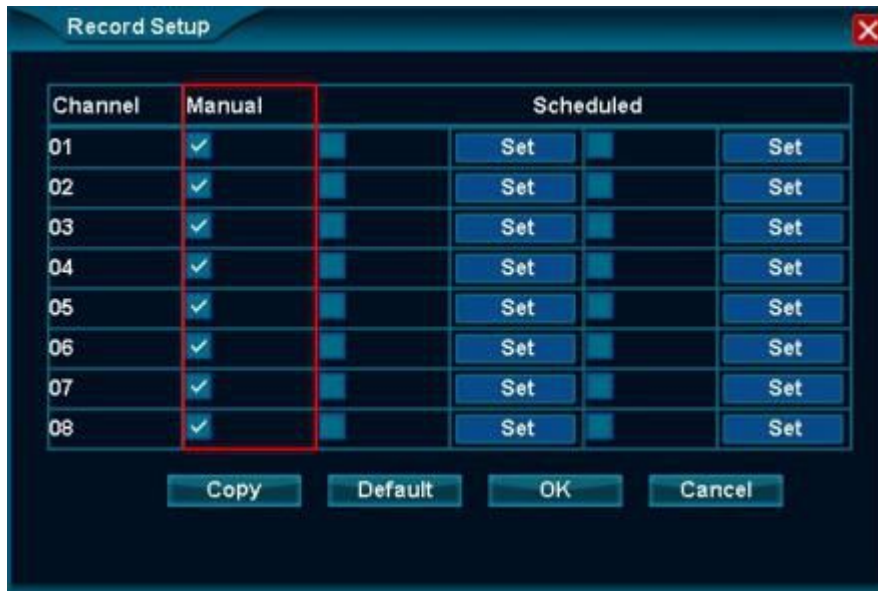 Record Setup
Channel Manual Scheduled
01 Set Set
02 Set Set
03 Set Set
04 Set Set
05 Set Set
06 Set Set
07 Set Set
08 Set Set
Copy Default OK Cancel